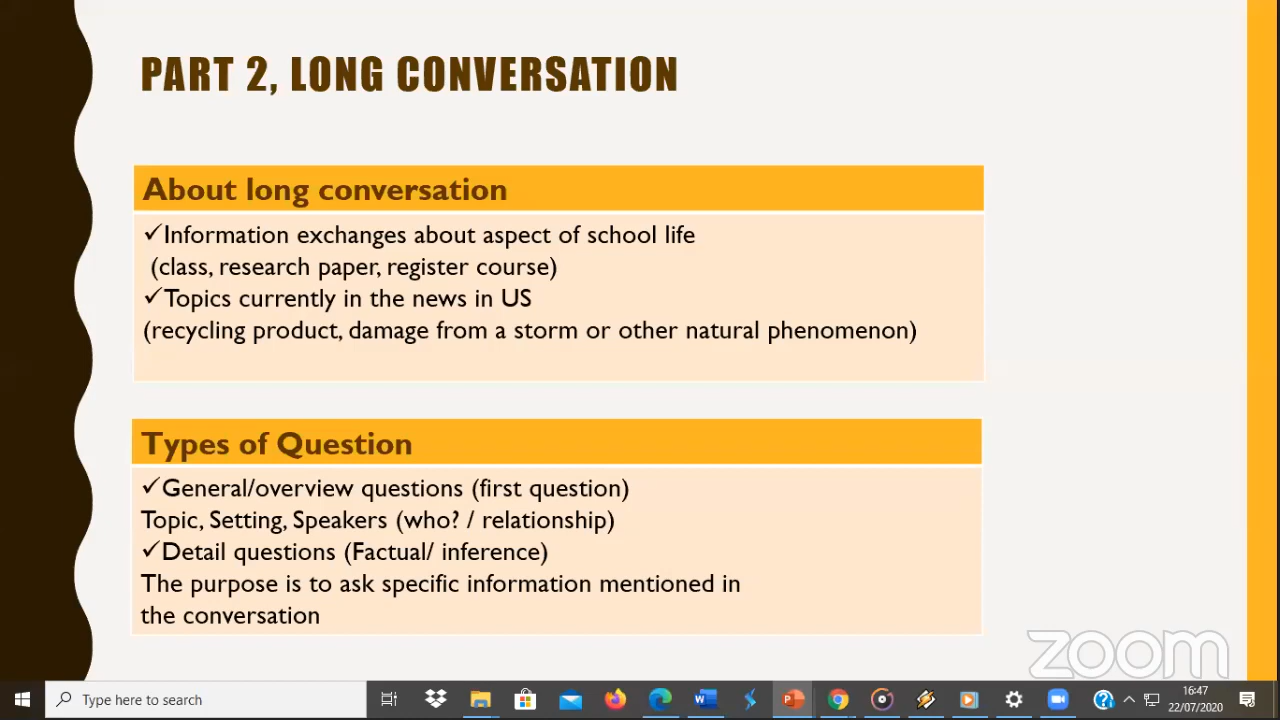 PART 2, LONG CONVERSATION
About long conversation
✓Information exchanges about aspect of school life
(class, research paper, register course)
✓Topics currently in the news in US
(recycling product, damage from a storm or other natural phenomenon)
Types of Question
✓General/overview questions (first question)
Topic, Setting, Speakers (who? / relationship)
✓Detail questions (Factual/ inference)
The purpose is to ask specific information mentioned in
the conversation
zoom
Type here to search
16:47
22/07/2020